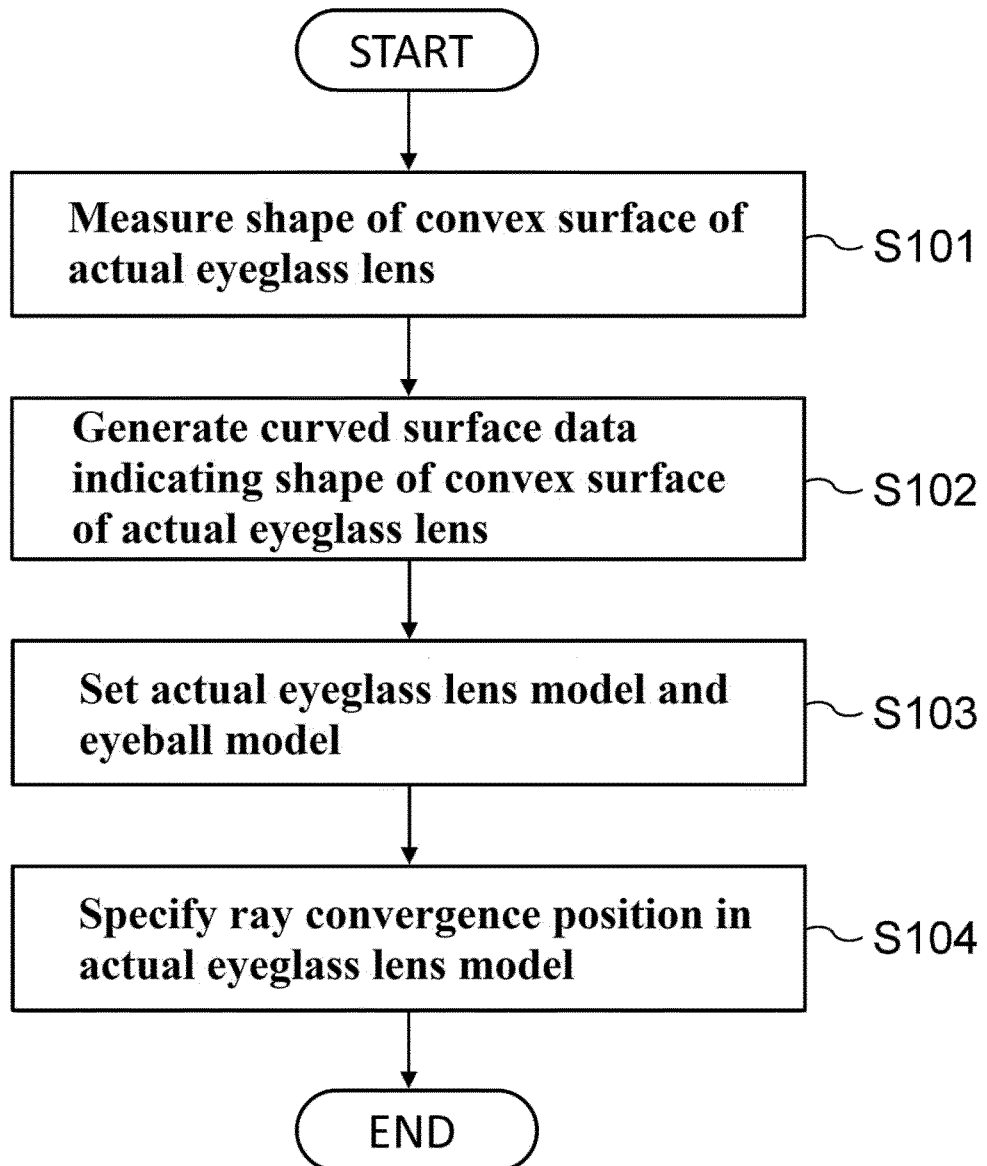 START
Measure shape of convex surface of
actual eyeglass lens
S101
Generate curved surface data
indicating shape of convex surface
of actual eyeglass lens
S102
Set actual eyeglass lens model and
eyeball model
S103
Specify ray convergence position in
actual eyeglass lens model
S104
END